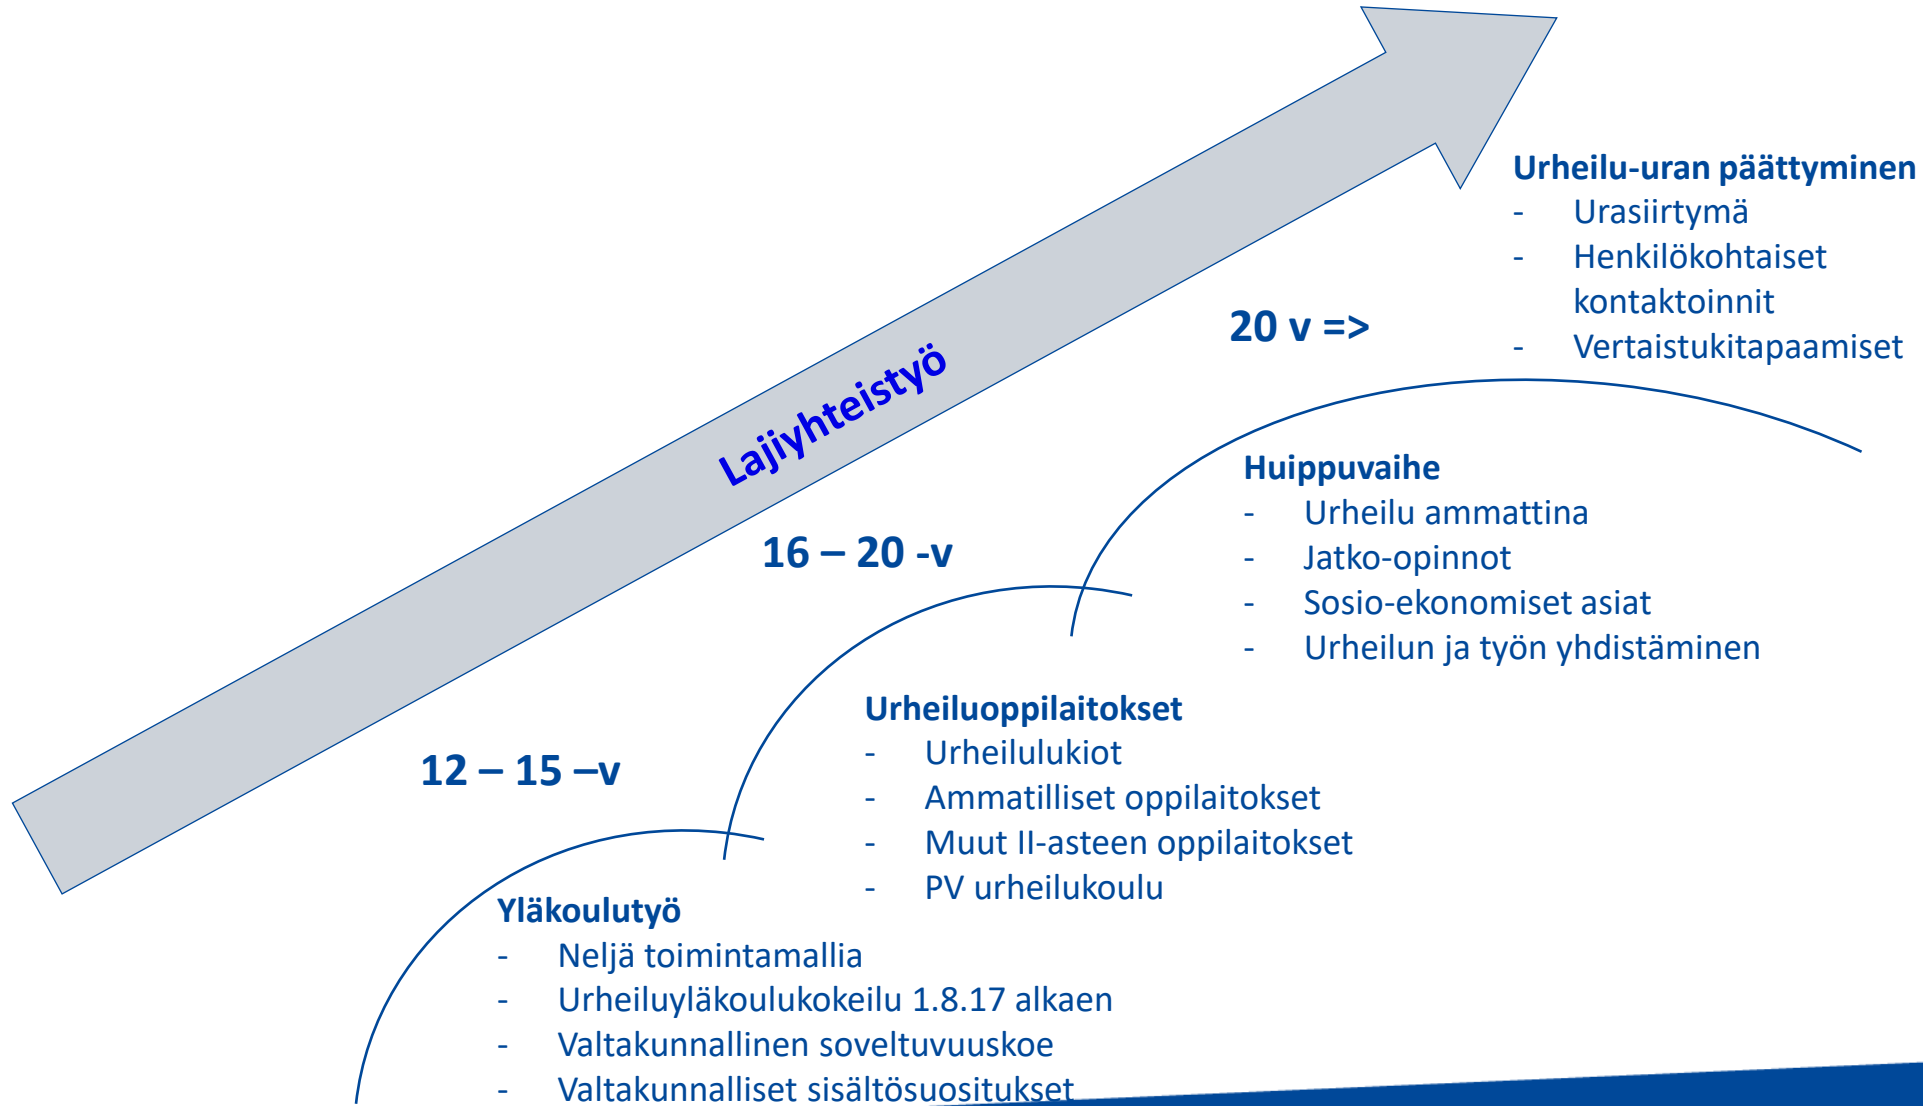 Lajiyhteistyö
12 – 15 –v
Yläkoulutyö
- Neljä toimintamallia
- Urheiluyläkoulukokeilu 1.8.17 alkaen
- Valtakunnallinen soveltuvuuskoe
- Valtakunnalliset sisältösuositukset
16 – 20 -v
Urheiluoppilaitokset
- Urheilulukiot
- Ammatilliset oppilaitokset
- Muut II-asteen oppilaitokset
- PV urheilukoulu
20 v =>
Huippuvaihe
- Urheilu ammattina
- Jatko-opinnot
- Sosio-ekonomiset asiat
- Urheilun ja työn yhdistäminen
Urheilu-uran päättyminen
- Urasiirtymä
- Henkilökohtaiset
kontaktoinnit
- Vertaistukitapaamiset